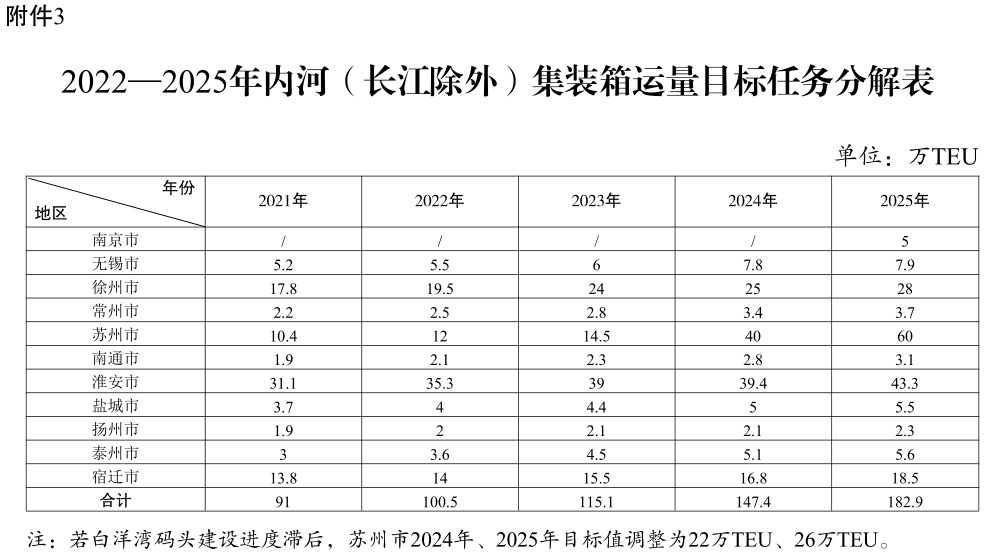 附件3
2022—2025年内河（长江除外）集装箱运量目标任务分解表
单位：万TEU
年份 地区 2021年 2022年 2023年 2024年 2025年
南京市 / / / / 5
无锡市 5.2 5.5 6 7.8 7.9
徐州市 17.8 19.5 24 25 28
常州市 2.2 2.5 2.8 3.4 3.7
苏州市 10.4 12 14.5 40 60
南通市 1.9 2.1 2.3 2.8 3.1
淮安市 31.1 35.3 39 39.4 43.3
盐城市 3.7 4 4.4 5 5.5
扬州市 1.9 2 2.1 2.1 2.3
泰州市 3 3.6 4.5 5.1 5.6
宿迁市 13.8 14 15.5 16.8 18.5
合计 91 100.5 115.1 147.4 182.9
注：若白洋湾码头建设进度滞后，苏州市2024年、2025年目标值调整为22万TEU、26万TEU。